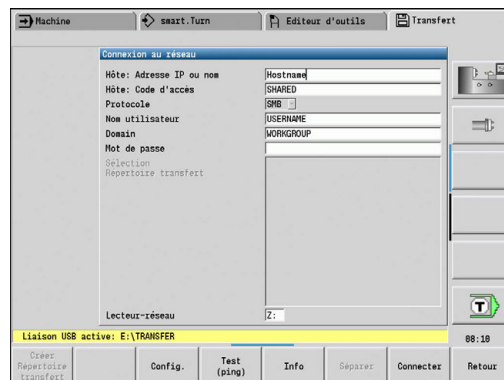 Machine
smart.Turn
Editeur d'outils
Transfert
Connexion au réseau
Hôte: Adresse IP ou nom Hostname
Hôte: Code d'accès SHARED
Protocole SMB
Nom utilisateur USERNAME
Domain WORKGROUP
Mot de passe
Sélection
Répertoire transfert
Lecteur-réseau Z:
T
Liaison USB active: E:\TRANSFER
08:10
Créer
Répertoire
transfert
Config.
Test
(ping)
Info
Séparer
Connecter
Retour